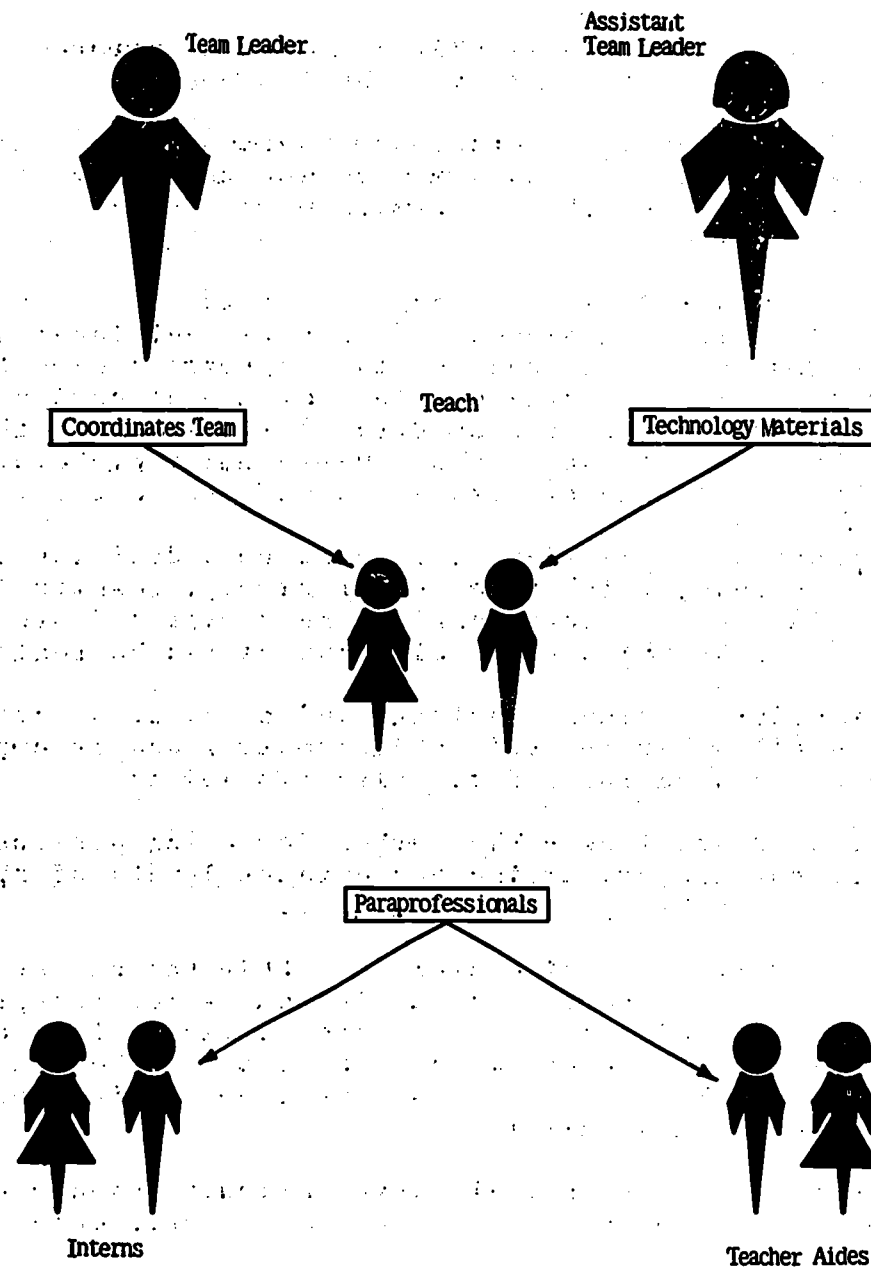 Team Leader
Assistant
Team Leader
Teach
Coordinates Team
Technology Materials
Paraprofessionals
Interns
Teacher Aides